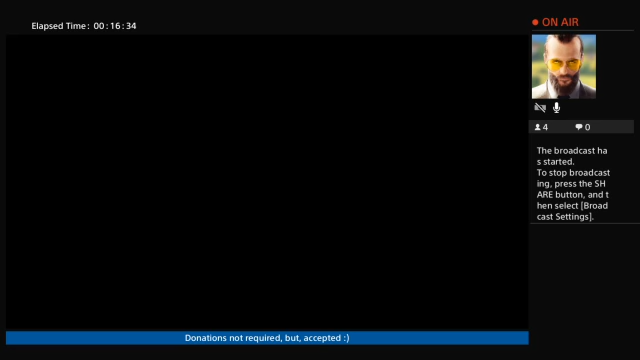 Elapsed Time: 00:16:34
ON AIR
4 0
The broadcast ha
s started.
To stop broadcast
ing, press the SH
ARE button, and t
hen select [Broad
cast Settings].
Donations not required, but, accepted :)